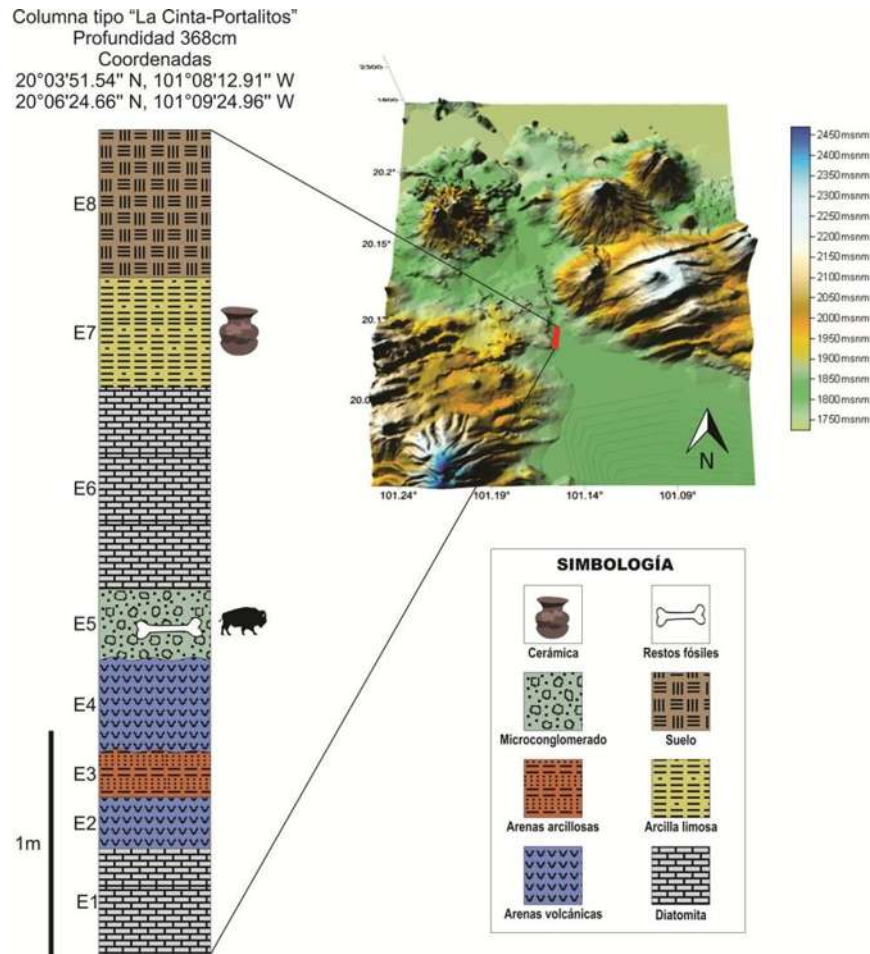 Columna tipo “La Cinta-Portalitos”
Profundidad 368cm
Coordenadas
20°03'51.54'' N, 101°08'12.91'' W
20°06'24.66'' N, 101°09'24.96'' W
E8
E7
E6
E5
E4
E3
E2
E1
1m
20.2°
20.15°
101.24°
101.19°
101.14°
101.09°
N
2450msnm
2400msnm
2350msnm
2300msnm
2250msnm
2200msnm
2150msnm
2100msnm
2050msnm
2000msnm
1950msnm
1900msnm
1850msnm
1800msnm
1750msnm
SIMBOLOGÍA
Cerámica
Restos fósiles
Microconglomerado
Suelo
Arenas arcillosas
Arcilla limosa
Arenas volcánicas
Diatomita